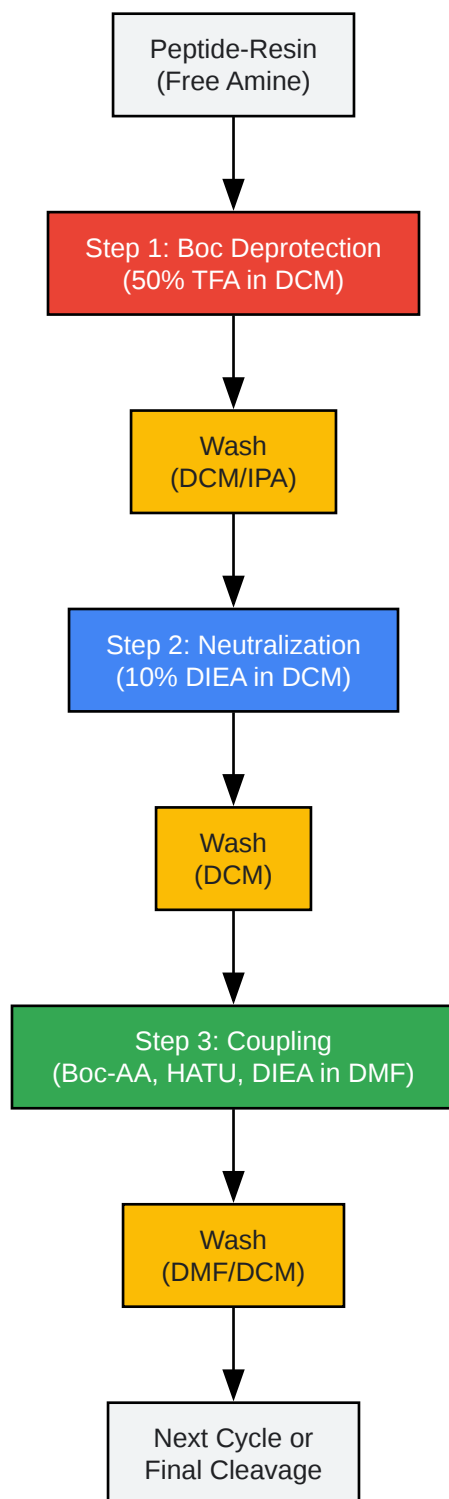 Peptide-Resin
(Free Amine)
Step 1: Boc Deprotection
(50% TFA in DCM)
Wash
(DCM/IPA)
Step 2: Neutralization
(10% DIEA in DCM)
Wash
(DCM)
Step 3: Coupling
(Boc-AA, HATU, DIEA in DMF)
Wash
(DMF/DCM)
Next Cycle or
Final Cleavage